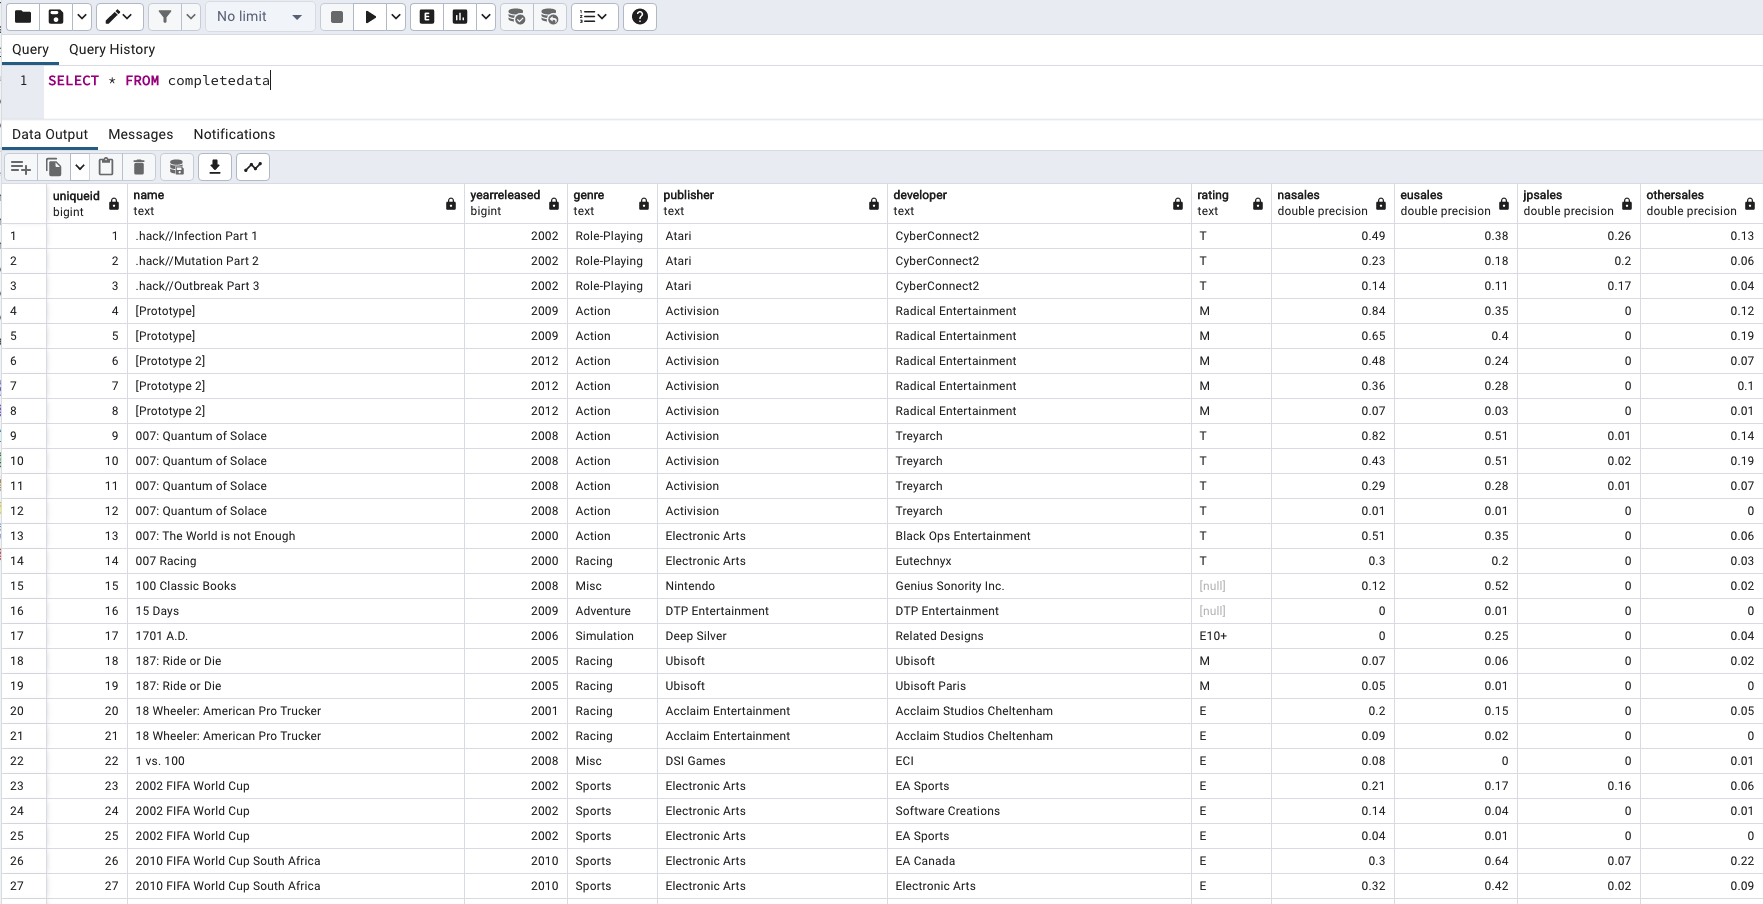 No limit
E
Query Query History
1 SELECT * FROM completedata
Data Output Messages Notifications
uniqueid name yearreleased genre publisher developer rating nasales eusales jpsales othersales
bigint text bigint text text text text double precision double precision double precision double precision
1 1 .hack//Infection Part 1 2002 Role-Playing Atari CyberConnect2 T 0.49 0.38 0.26 0.13
2 2 .hack//Mutation Part 2 2002 Role-Playing Atari CyberConnect2 T 0.23 0.18 0.2 0.06
3 3 .hack//Outbreak Part 3 2002 Role-Playing Atari CyberConnect2 T 0.14 0.11 0.17 0.04
4 4 [Prototype] 2009 Action Activision Radical Entertainment M 0.84 0.35 0 0.12
5 5 [Prototype] 2009 Action Activision Radical Entertainment M 0.65 0.4 0 0.19
6 6 [Prototype 2] 2012 Action Activision Radical Entertainment M 0.48 0.24 0 0.07
7 7 [Prototype 2] 2012 Action Activision Radical Entertainment M 0.36 0.28 0 0.1
8 8 [Prototype 2] 2012 Action Activision Radical Entertainment M 0.07 0.03 0 0.01
9 9 007: Quantum of Solace 2008 Action Activision Treyarch T 0.82 0.51 0.01 0.14
10 10 007: Quantum of Solace 2008 Action Activision Treyarch T 0.43 0.51 0.02 0.19
11 11 007: Quantum of Solace 2008 Action Activision Treyarch T 0.29 0.28 0.01 0.07
12 12 007: Quantum of Solace 2008 Action Activision Treyarch T 0.01 0.01 0 0
13 13 007: The World is not Enough 2000 Action Electronic Arts Black Ops Entertainment T 0.51 0.35 0 0.06
14 14 007 Racing 2000 Racing Electronic Arts Eutechnyx T 0.3 0.2 0 0.03
15 15 100 Classic Books 2008 Misc Nintendo Genius Sonority Inc. [null] 0.12 0.52 0 0.02
16 16 15 Days 2009 Adventure DTP Entertainment DTP Entertainment [null] 0 0.01 0 0
17 17 1701 A.D. 2006 Simulation Deep Silver Related Designs E10+ 0 0.25 0 0.04
18 18 187: Ride or Die 2005 Racing Ubisoft Ubisoft M 0.07 0.06 0 0.02
19 19 187: Ride or Die 2005 Racing Ubisoft Ubisoft Paris M 0.05 0.01 0 0
20 20 18 Wheeler: American Pro Trucker 2001 Racing Acclaim Entertainment Acclaim Studios Cheltenham E 0.2 0.15 0 0.05
21 21 18 Wheeler: American Pro Trucker 2002 Racing Acclaim Entertainment Acclaim Studios Cheltenham E 0.09 0.02 0 0
22 22 1 vs. 100 2008 Misc DSI Games ECI E 0.08 0 0 0.01
23 23 2002 FIFA World Cup 2002 Sports Electronic Arts EA Sports E 0.21 0.17 0.16 0.06
24 24 2002 FIFA World Cup 2002 Sports Electronic Arts Software Creations E 0.14 0.04 0 0.01
25 25 2002 FIFA World Cup 2002 Sports Electronic Arts EA Sports E 0.04 0.01 0 0
26 26 2010 FIFA World Cup South Africa 2010 Sports Electronic Arts EA Canada E 0.3 0.64 0.07 0.22
27 27 2010 FIFA World Cup South Africa 2010 Sports Electronic Arts Electronic Arts E 0.32 0.42 0.02 0.09